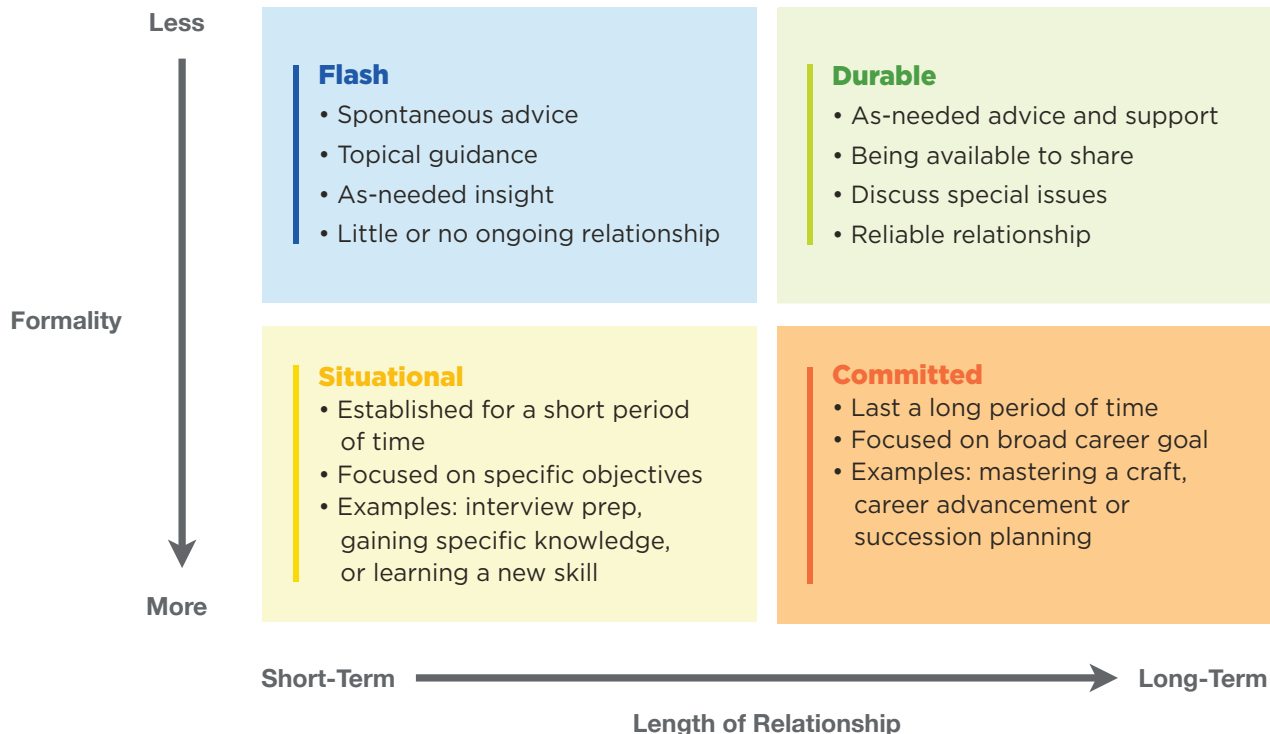 Less
Flash
• Spontaneous advice
• Topical guidance
• As-needed insight
• Little or no ongoing relationship
Durable
• As-needed advice and support
• Being available to share
• Discuss special issues
• Reliable relationship
Formality
Situational
• Established for a short period
of time
• Focused on specific objectives
• Examples: interview prep,
gaining specific knowledge,
or learning a new skill
Committed
• Last a long period of time
• Focused on broad career goal
• Examples: mastering a craft,
career advancement or
succession planning
More
Short-Term
Long-Term
Length of Relationship